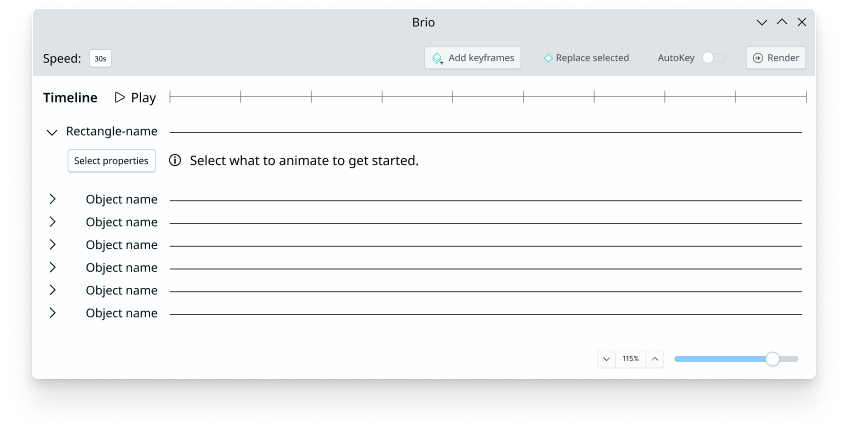 Brio
Speed: 30s Add keyframes Replace selected AutoKey Render
Timeline Play
Rectangle-name
Select properties Select what to animate to get started.
Object name
Object name
Object name
Object name
Object name
Object name
115%